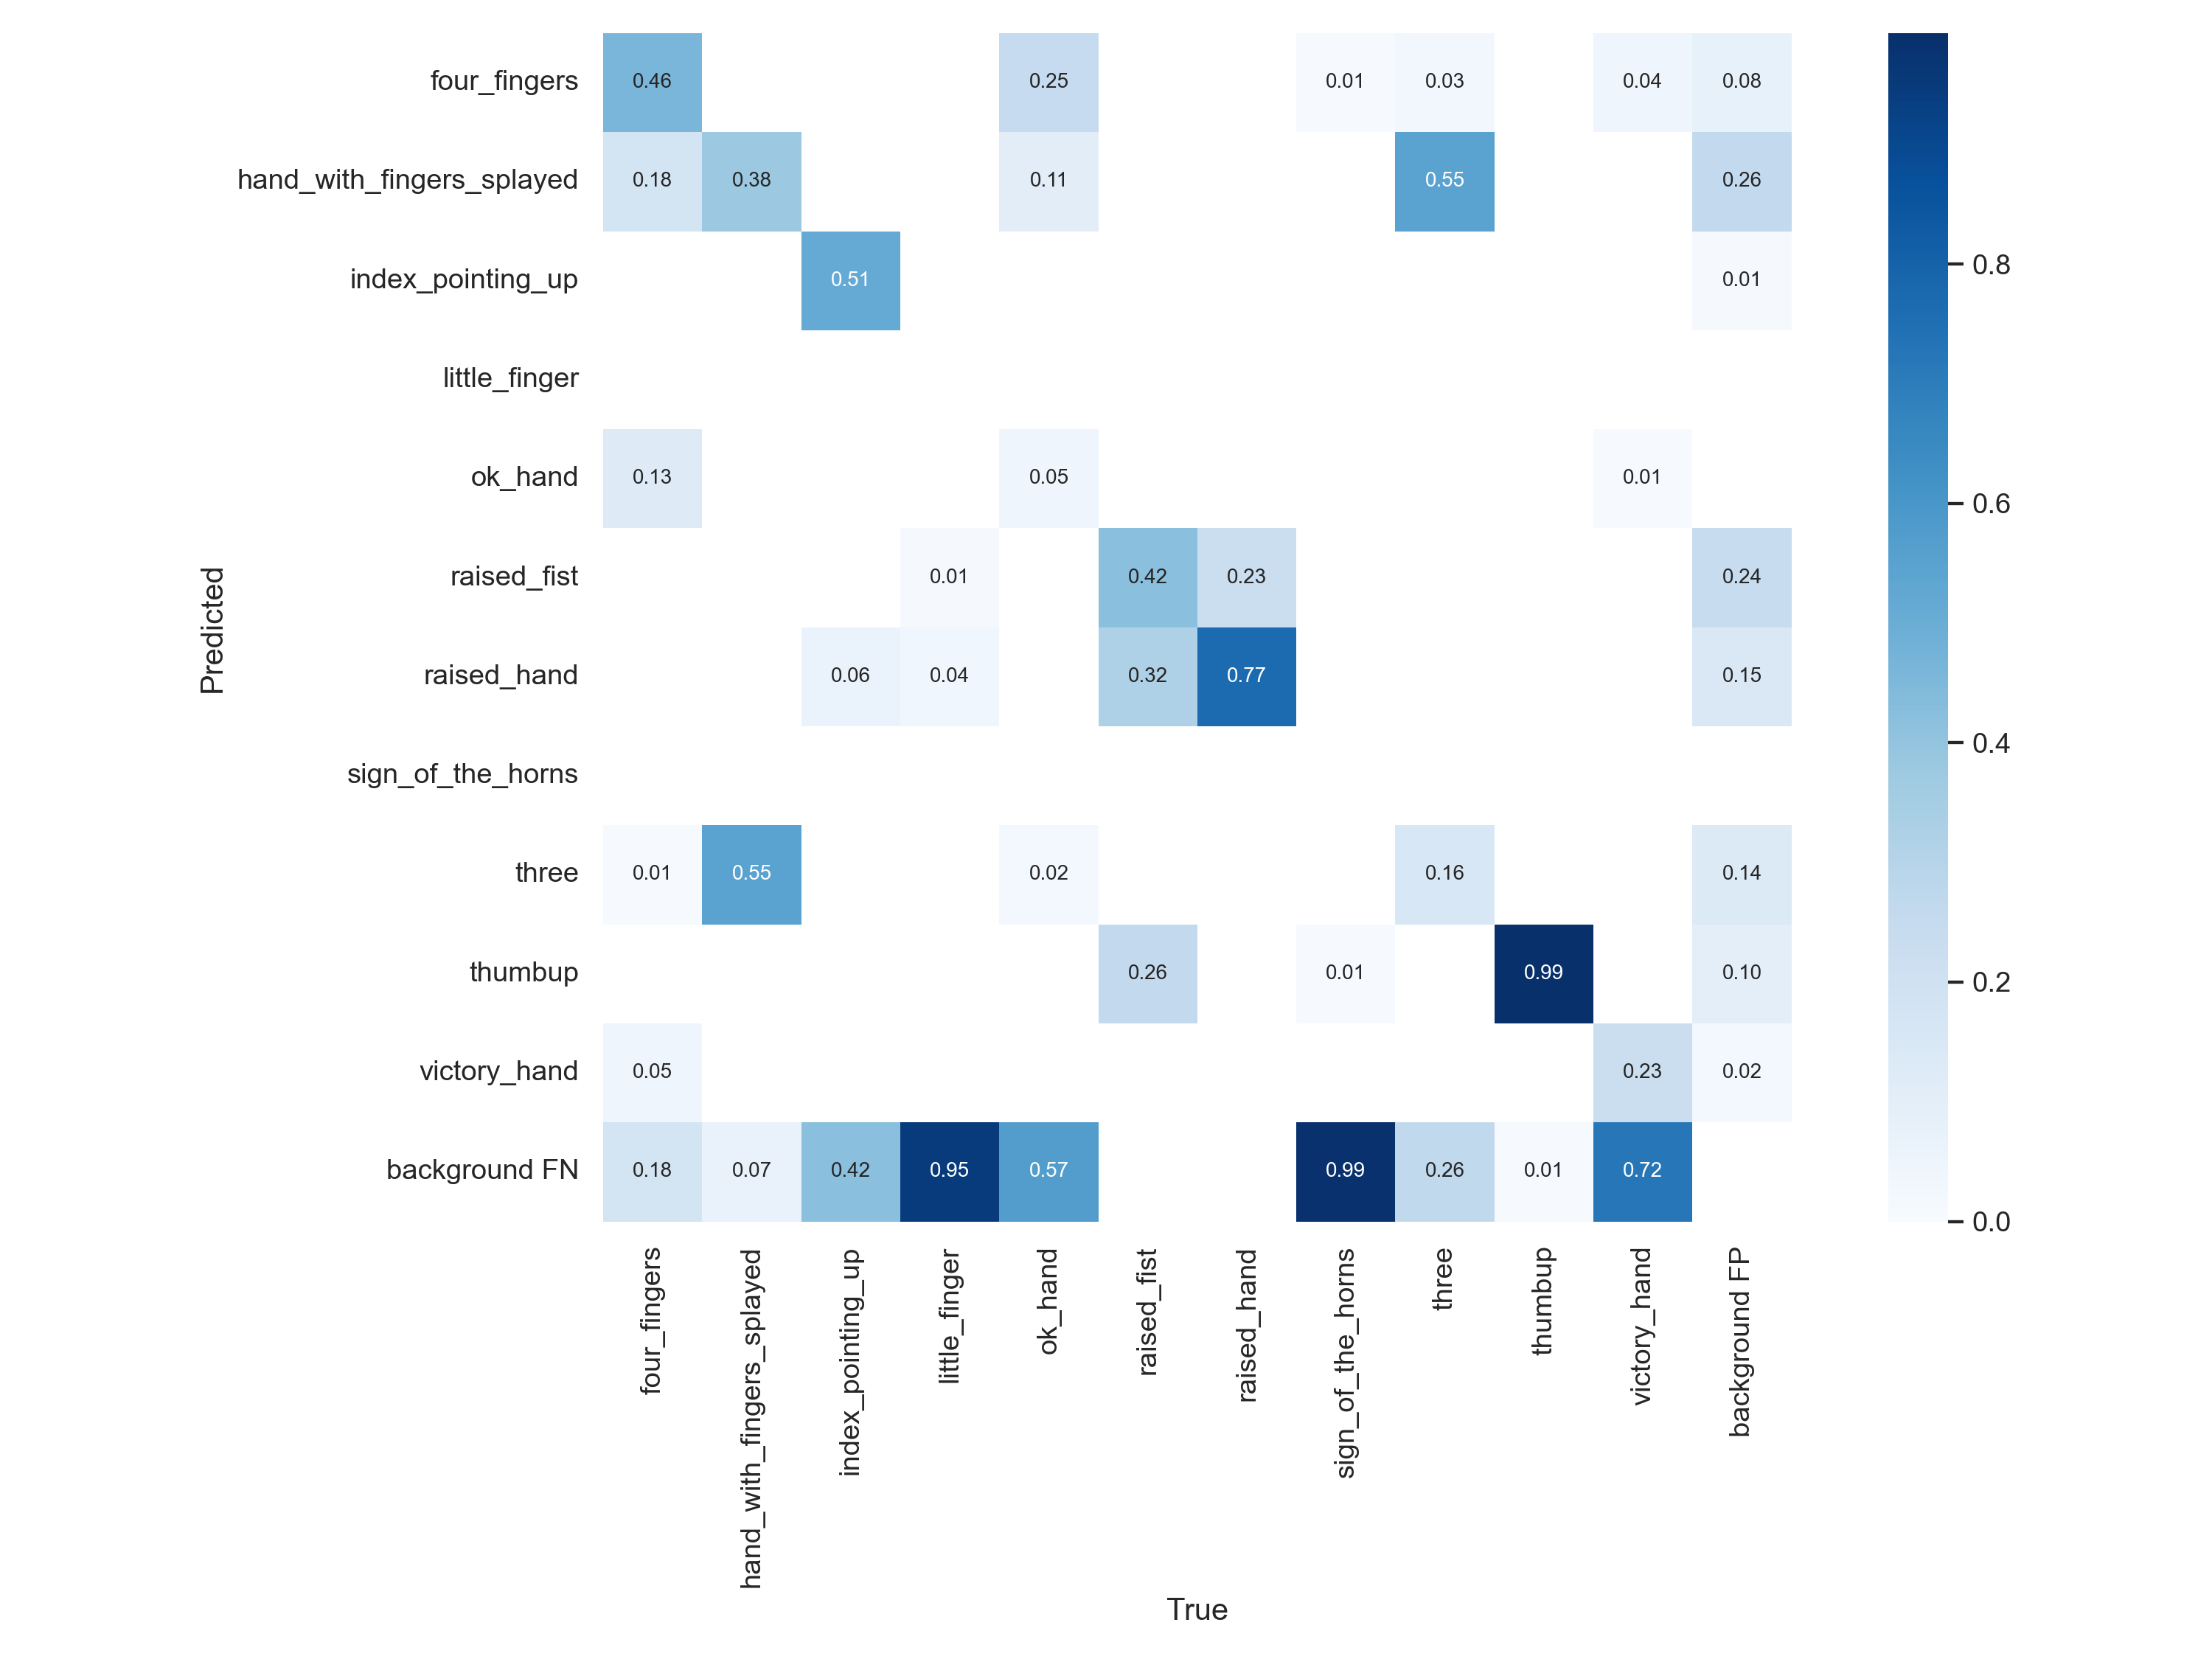 four_fingers 0.46 0.25 0.01 0.03 0.04 0.08
hand_with_fingers_splayed 0.18 0.38 0.11 0.55 0.26
index_pointing_up 0.51 0.01
little_finger
ok_hand 0.13 0.05 0.01
raised_fist 0.01 0.42 0.23 0.24
raised_hand 0.06 0.04 0.32 0.77 0.15
sign_of_the_horns
three 0.01 0.55 0.02 0.16 0.14
thumbup 0.26 0.01 0.99 0.10
victory_hand 0.05 0.23 0.02
background FN 0.18 0.07 0.42 0.95 0.57 0.99 0.26 0.01 0.72
Predicted
four_fingers
hand_with_fingers_splayed
index_pointing_up
little_finger
ok_hand
raised_fist
raised_hand
sign_of_the_horns
three
thumbup
victory_hand
background FP
True
0.8
0.6
0.4
0.2
0.0